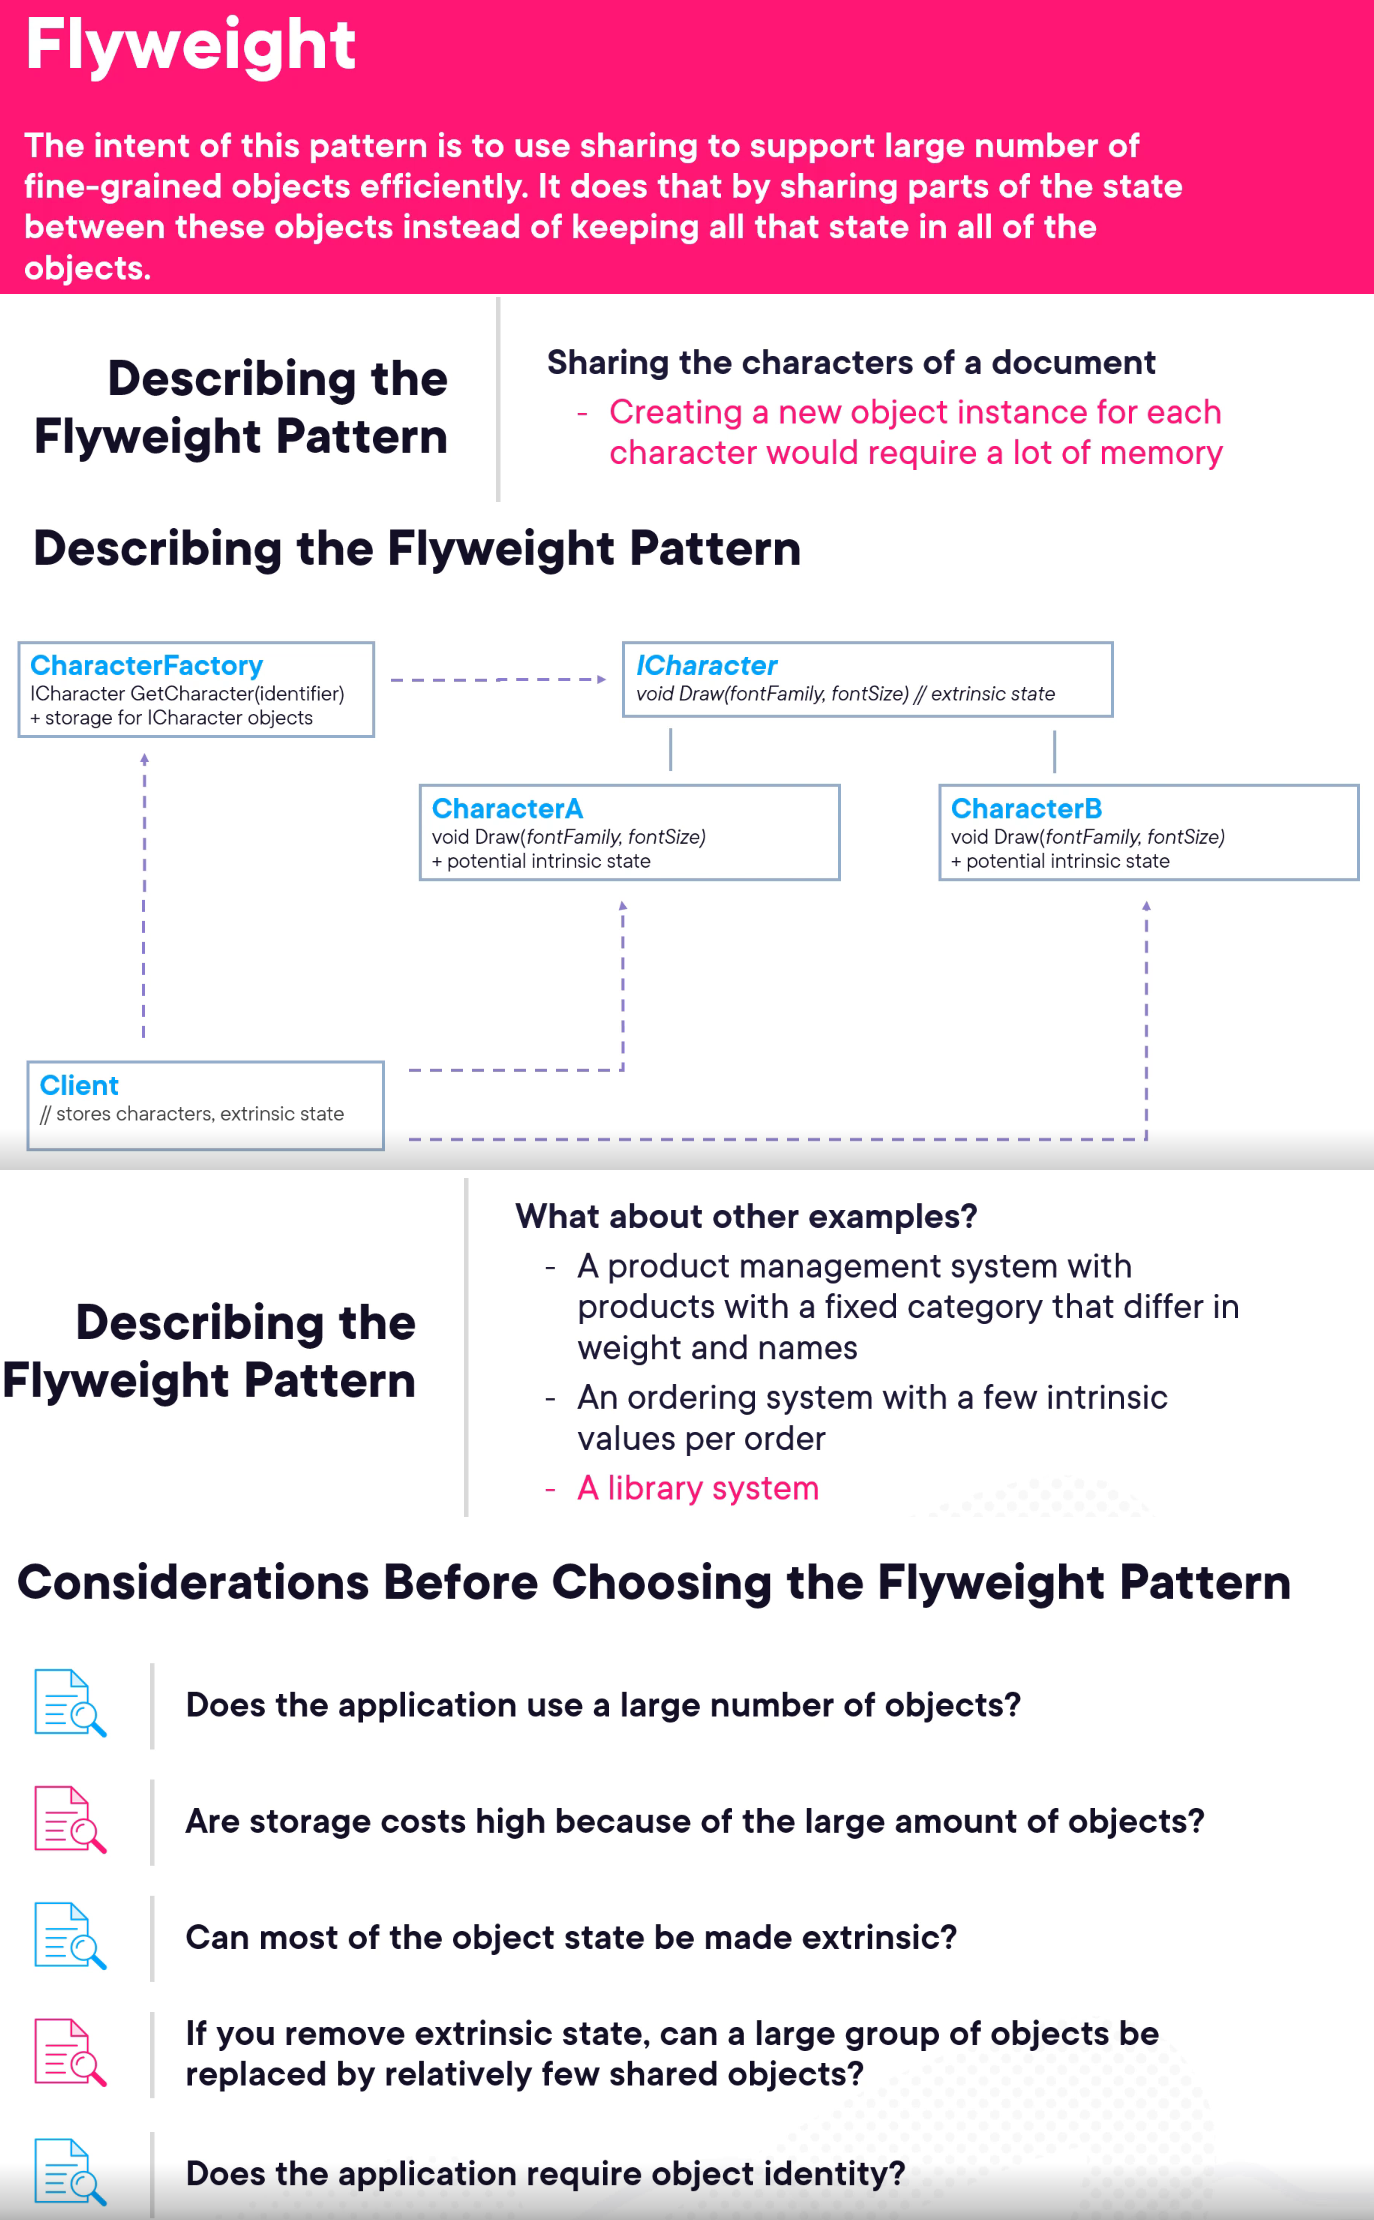 Flyweight
The intent of this pattern is to use sharing to support large number of
fine-grained objects efficiently. It does that by sharing parts of the state
between these objects instead of keeping all that state in all of the
objects.
Describing the
Flyweight Pattern
Sharing the characters of a document
- Creating a new object instance for each
character would require a lot of memory
Describing the Flyweight Pattern
CharacterFactory
ICharacter GetCharacter(identifier)
+ storage for ICharacter objects
ICharacter
void Draw(fontFamily, fontSize) // extrinsic state
CharacterA
void Draw(fontFamily, fontSize)
+ potential intrinsic state
CharacterB
void Draw(fontFamily, fontSize)
+ potential intrinsic state
Client
// stores characters, extrinsic state
Describing the
Flyweight Pattern
What about other examples?
- A product management system with
products with a fixed category that differ in
weight and names
- An ordering system with a few intrinsic
values per order
- A library system
Considerations Before Choosing the Flyweight Pattern
Does the application use a large number of objects?
Are storage costs high because of the large amount of objects?
Can most of the object state be made extrinsic?
If you remove extrinsic state, can a large group of objects be
replaced by relatively few shared objects?
Does the application require object identity?